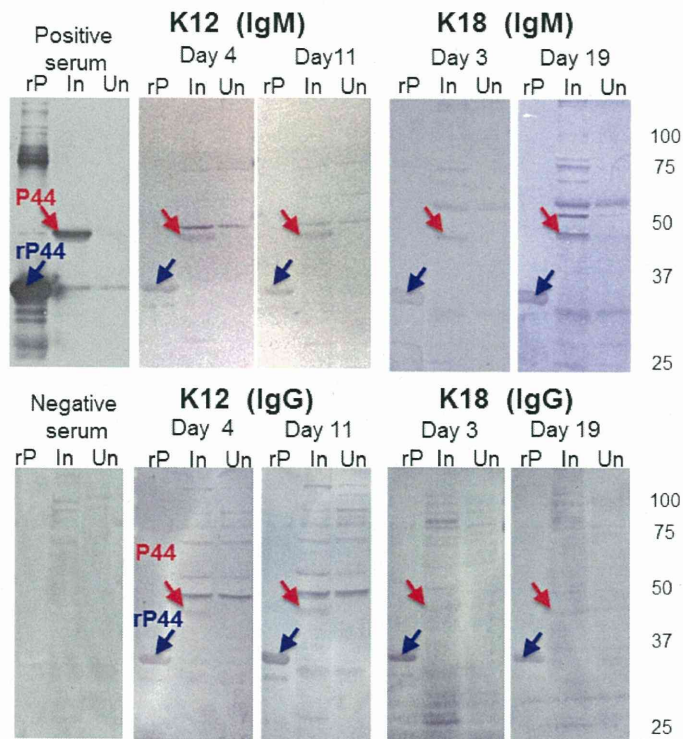 K12 (IgM) K18 (IgM)
Positive serum Day 4 Day11 Day 3 Day 19
rP In Un rP In Un rP In Un rP In Un rP In Un
100
75
P44
50
rP44
37
25
Negative serum K12 (IgG) K18 (IgG)
Day 4 Day 11 Day 3 Day 19
rP In Un rP In Un rP In Un rP In Un rP In Un
100
75
P44
50
rP44
37
25